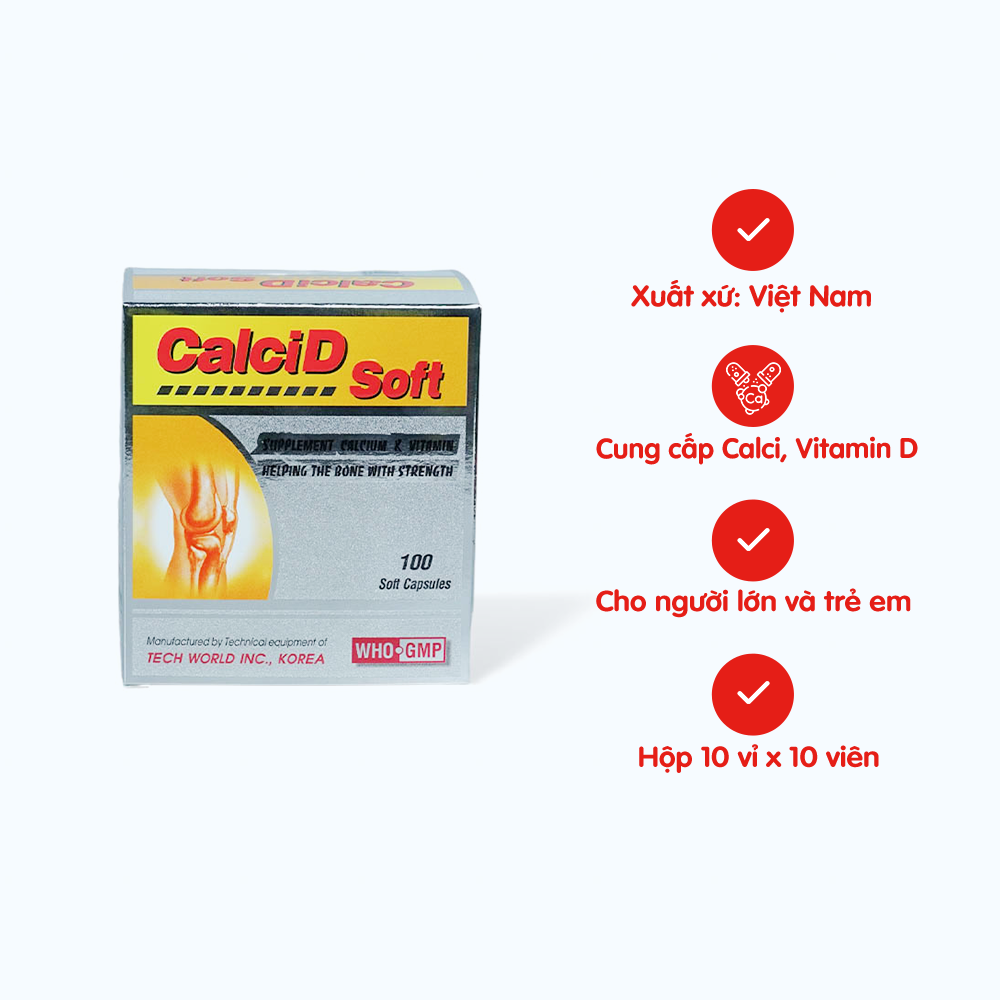 CalciD Soft
CalciD
Soft
SUPPLEMENT CALCIUM & VITAMIN
HELPING THE BONE WITH STRENGTH
100
Soft Capsules
Manufactured by Technical equipment of
TECH WORLD INC., KOREA
WHO•GMP
Xuất xứ: Việt Nam
Ca
Cung cấp Calci, Vitamin D
Cho người lớn và trẻ em
Hộp 10 vỉ x 10 viên